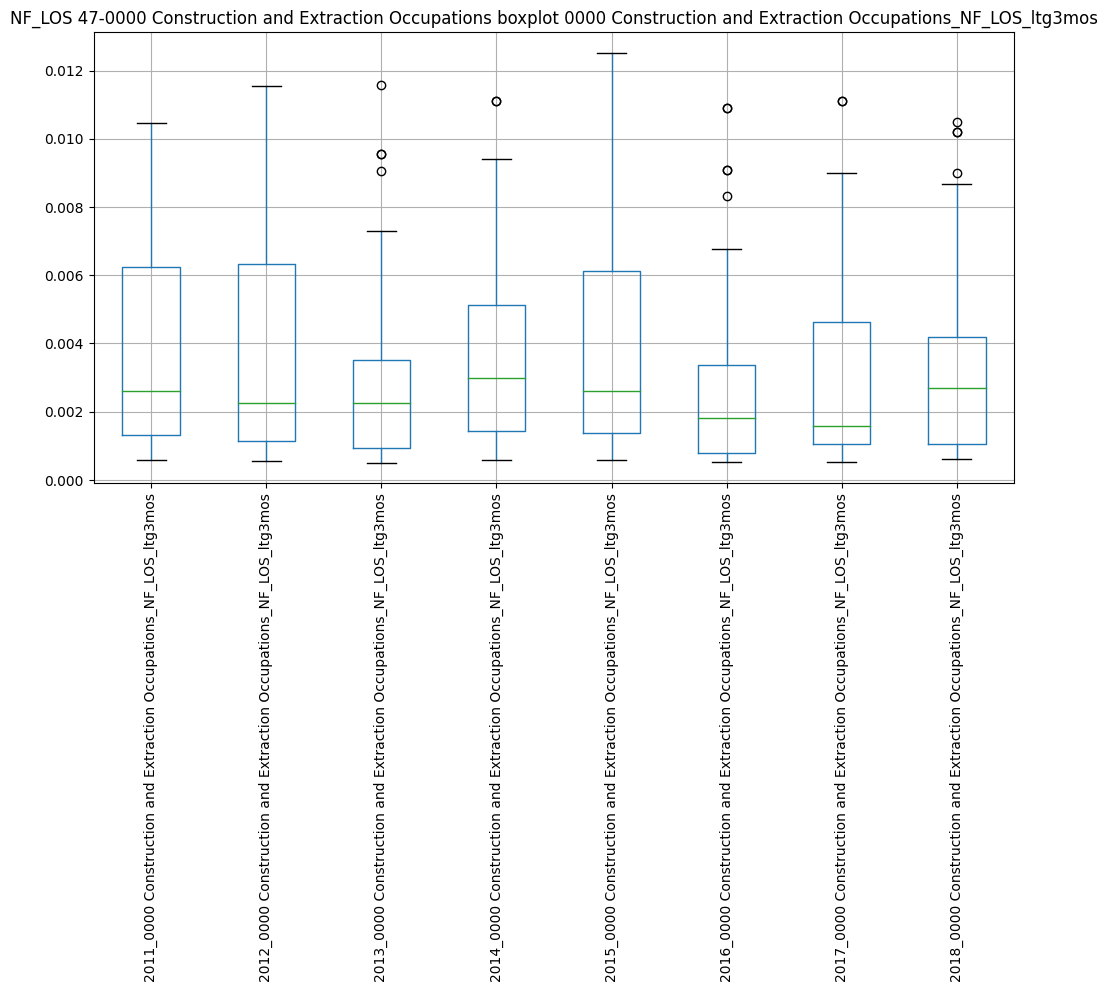 NF_LOS 47-0000 Construction and Extraction Occupations boxplot 0000 Construction and Extraction Occupations_NF_LOS_ltg3mos
0.012
0.010
0.008
0.006
0.004
0.002
0.000
2011_0000 Construction and Extraction Occupations_NF_LOS_ltg3mos
2012_0000 Construction and Extraction Occupations_NF_LOS_ltg3mos
2013_0000 Construction and Extraction Occupations_NF_LOS_ltg3mos
2014_0000 Construction and Extraction Occupations_NF_LOS_ltg3mos
2015_0000 Construction and Extraction Occupations_NF_LOS_ltg3mos
2016_0000 Construction and Extraction Occupations_NF_LOS_ltg3mos
2017_0000 Construction and Extraction Occupations_NF_LOS_ltg3mos
2018_0000 Construction and Extraction Occupations_NF_LOS_ltg3mos